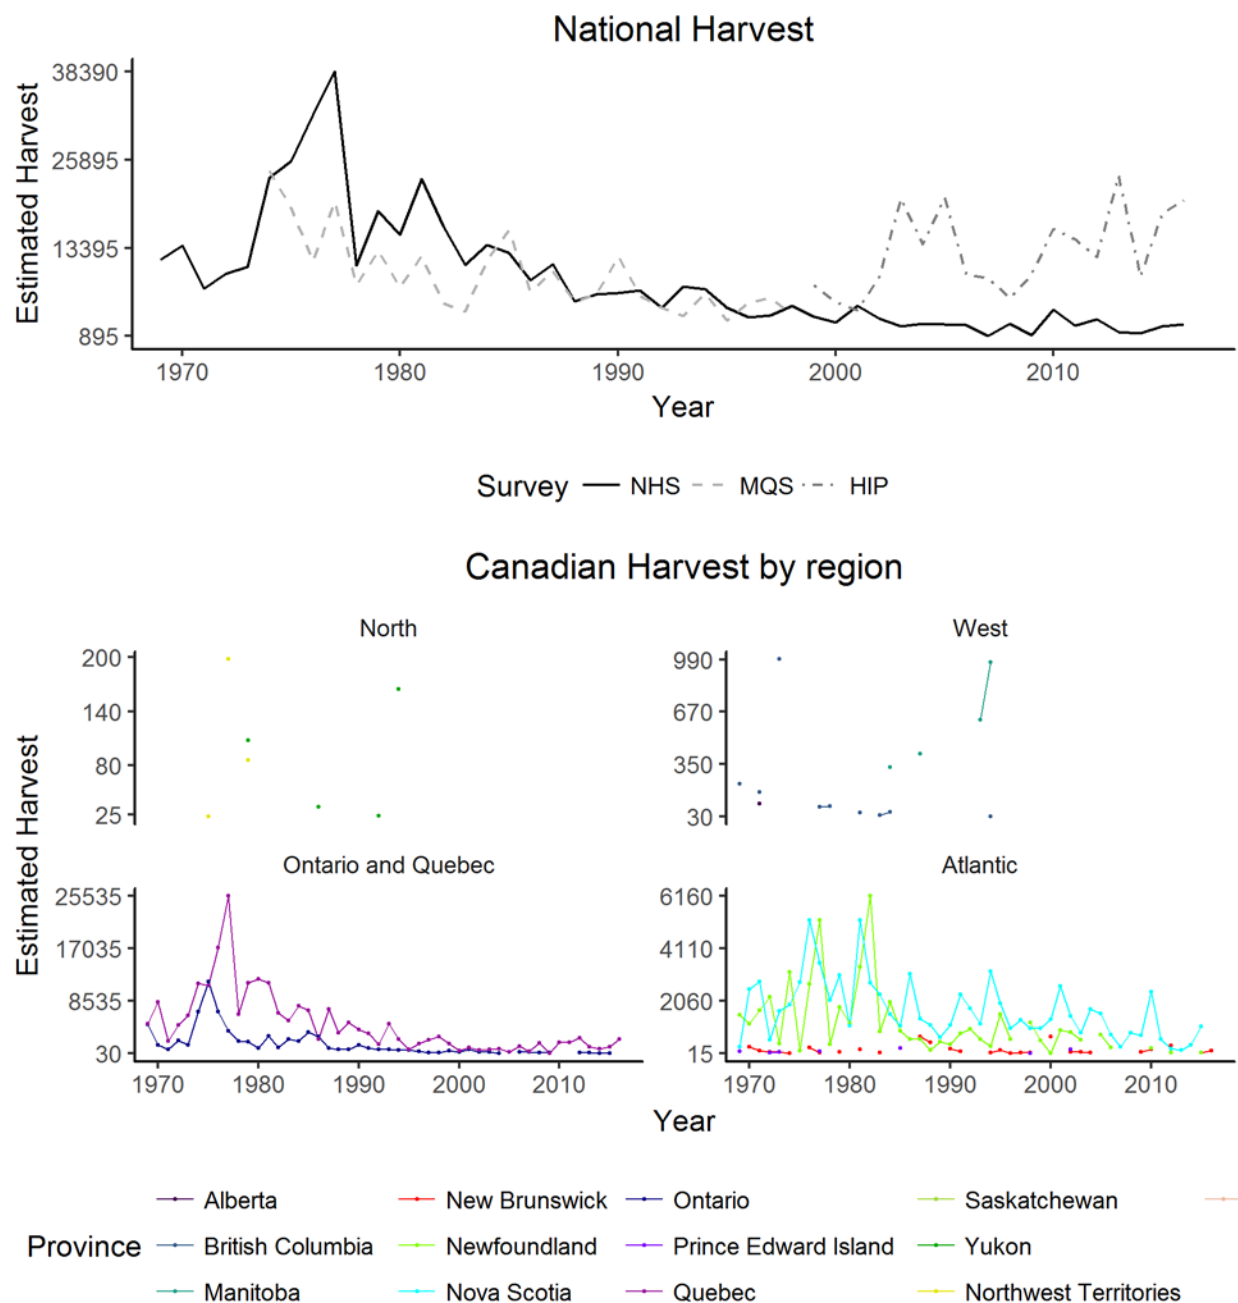 National Harvest
Estimated Harvest
38390
25895
13395
895
1970 1980 1990 2000 2010
Year
Survey NHS MQS HIP
Canadian Harvest by region
North West
Estimated Harvest
200
140
80
25
990
670
350
30
Ontario and Quebec Atlantic
25535
17035
8535
30
6160
4110
2060
15
1970 1980 1990 2000 2010 1970 1980 1990 2000 2010
Year
Province
Alberta New Brunswick Ontario Saskatchewan
British Columbia Newfoundland Prince Edward Island Yukon
Manitoba Nova Scotia Quebec Northwest Territories